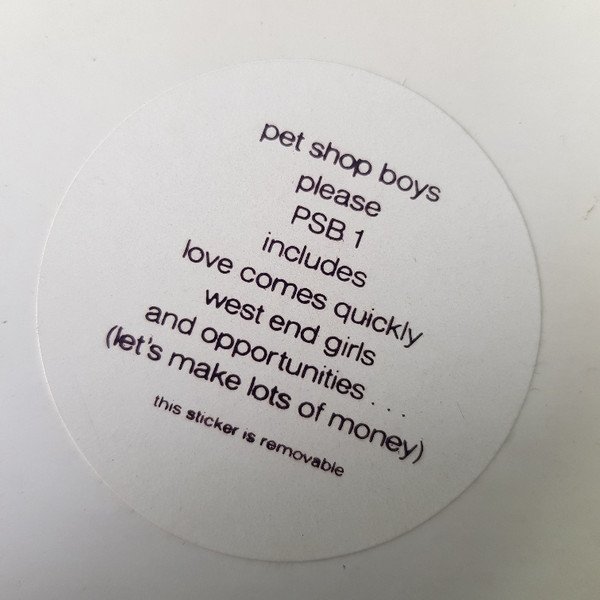 pet shop boys
please
PSB 1
includes
love comes quickly
west end girls
and opportunities . . .
(let's make lots of money)
this sticker is removable